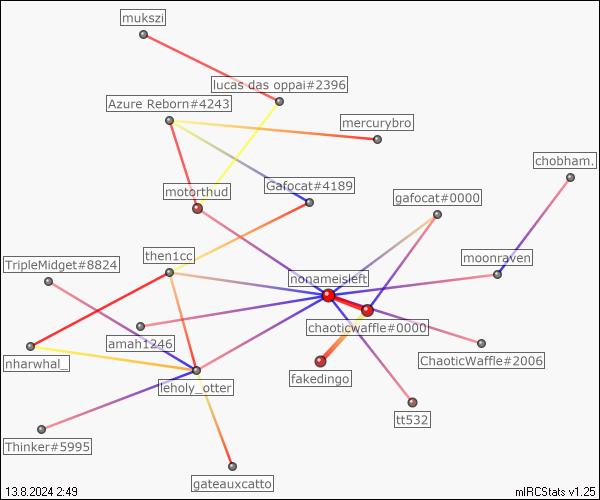 mukszi
lucas das oppai#2396
Azure Reborn#4243
mercurybro
chobham.
motorthud
Gafocat#4189
gafocat#0000
then1cc
moonraven
TripleMidget#8824
nonameisleft
chaoticwaffle#0000
amah1246
nharwhal_
ChaoticWaffle#2006
fakedingo
leholy_otter
tt532
Thinker#5995
gateauxcatto
13.8.2024 2:49
mIRCStats v1.25